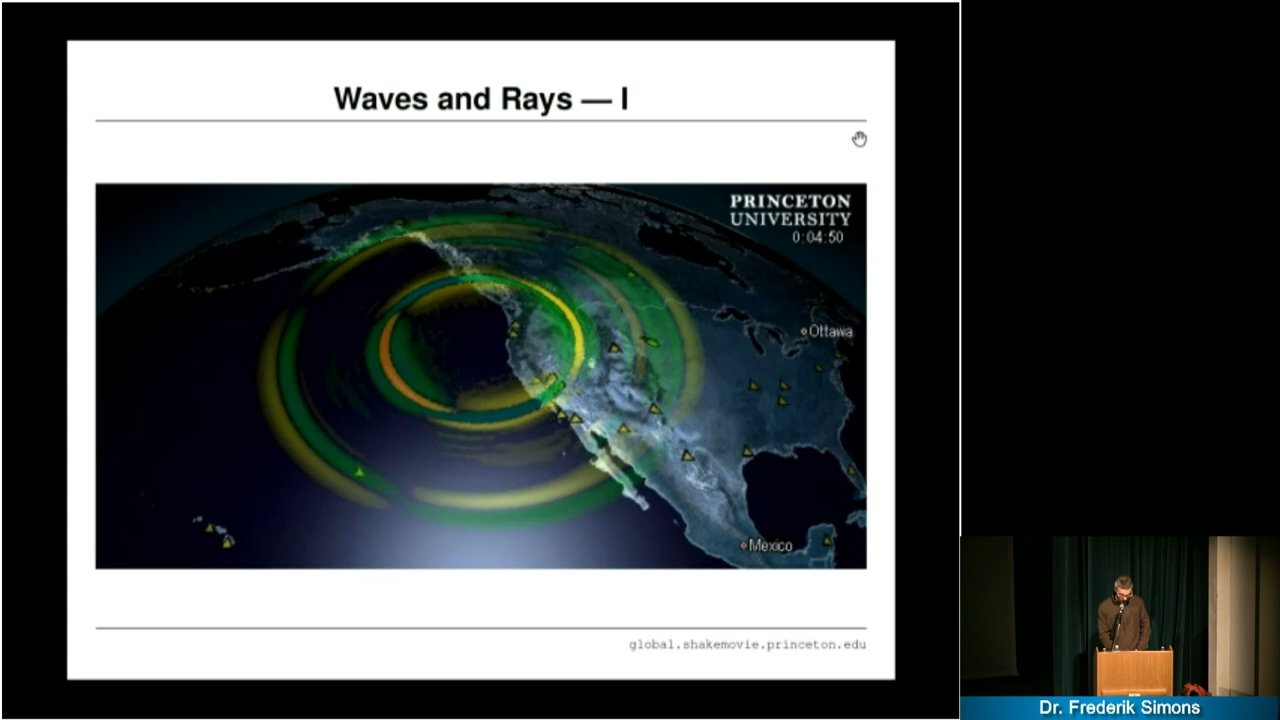 Waves and Rays — I
PRINCETON
UNIVERSITY
0:04:50
Ottawa
Mexico
global.shakemovie.princeton.edu
Dr. Frederik Simons